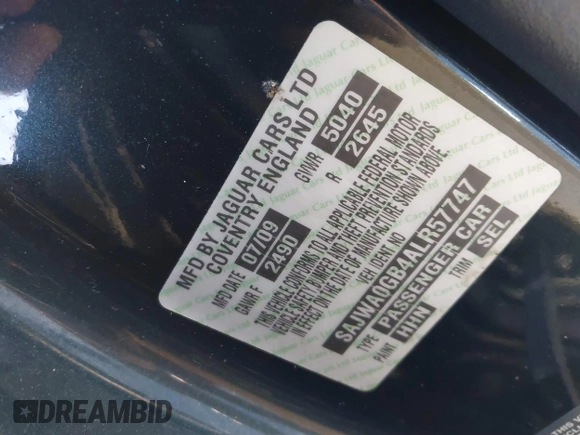 MFD BY JAGUAR CARS LTD
COVENTRY ENGLAND
MFD DATE 07/09 GVWR 5040
GAWR F 2490 R 2645
THIS VEHICLE CONFORMS TO ALL APPLICABLE FEDERAL MOTOR
VEHICLE SAFETY, BUMPER AND THEFT PREVENTION STANDARDS
IN EFFECT ON THE DATE OF MANUFACTURE SHOWN ABOVE
VEH IDENT NO
SAJWA0GB4ALR57747
TYPE PASSENGER CAR
PAINT HHN TRIM SEL
DREAMBID
THIS